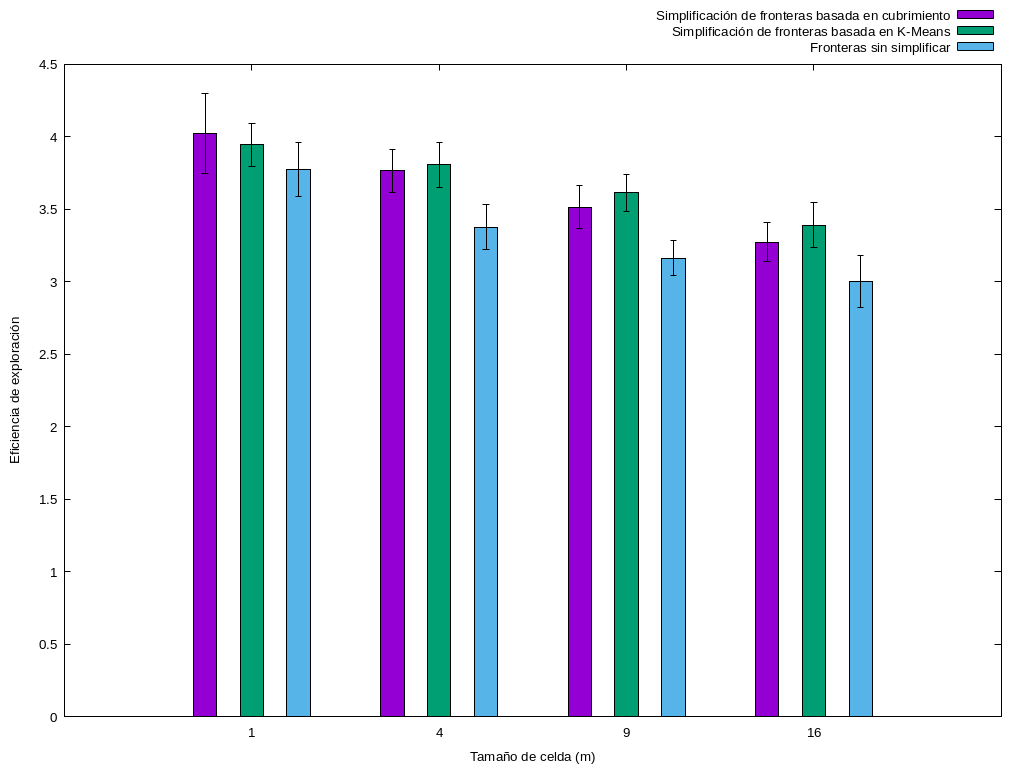 Simplificación de fronteras basada en cubrimiento
Simplificación de fronteras basada en K-Means
Fronteras sin simplificar
4.5
4
3.5
3
2.5
2
1.5
1
0.5
0
Eficiencia de exploración
1 4 9 16
Tamaño de celda (m)